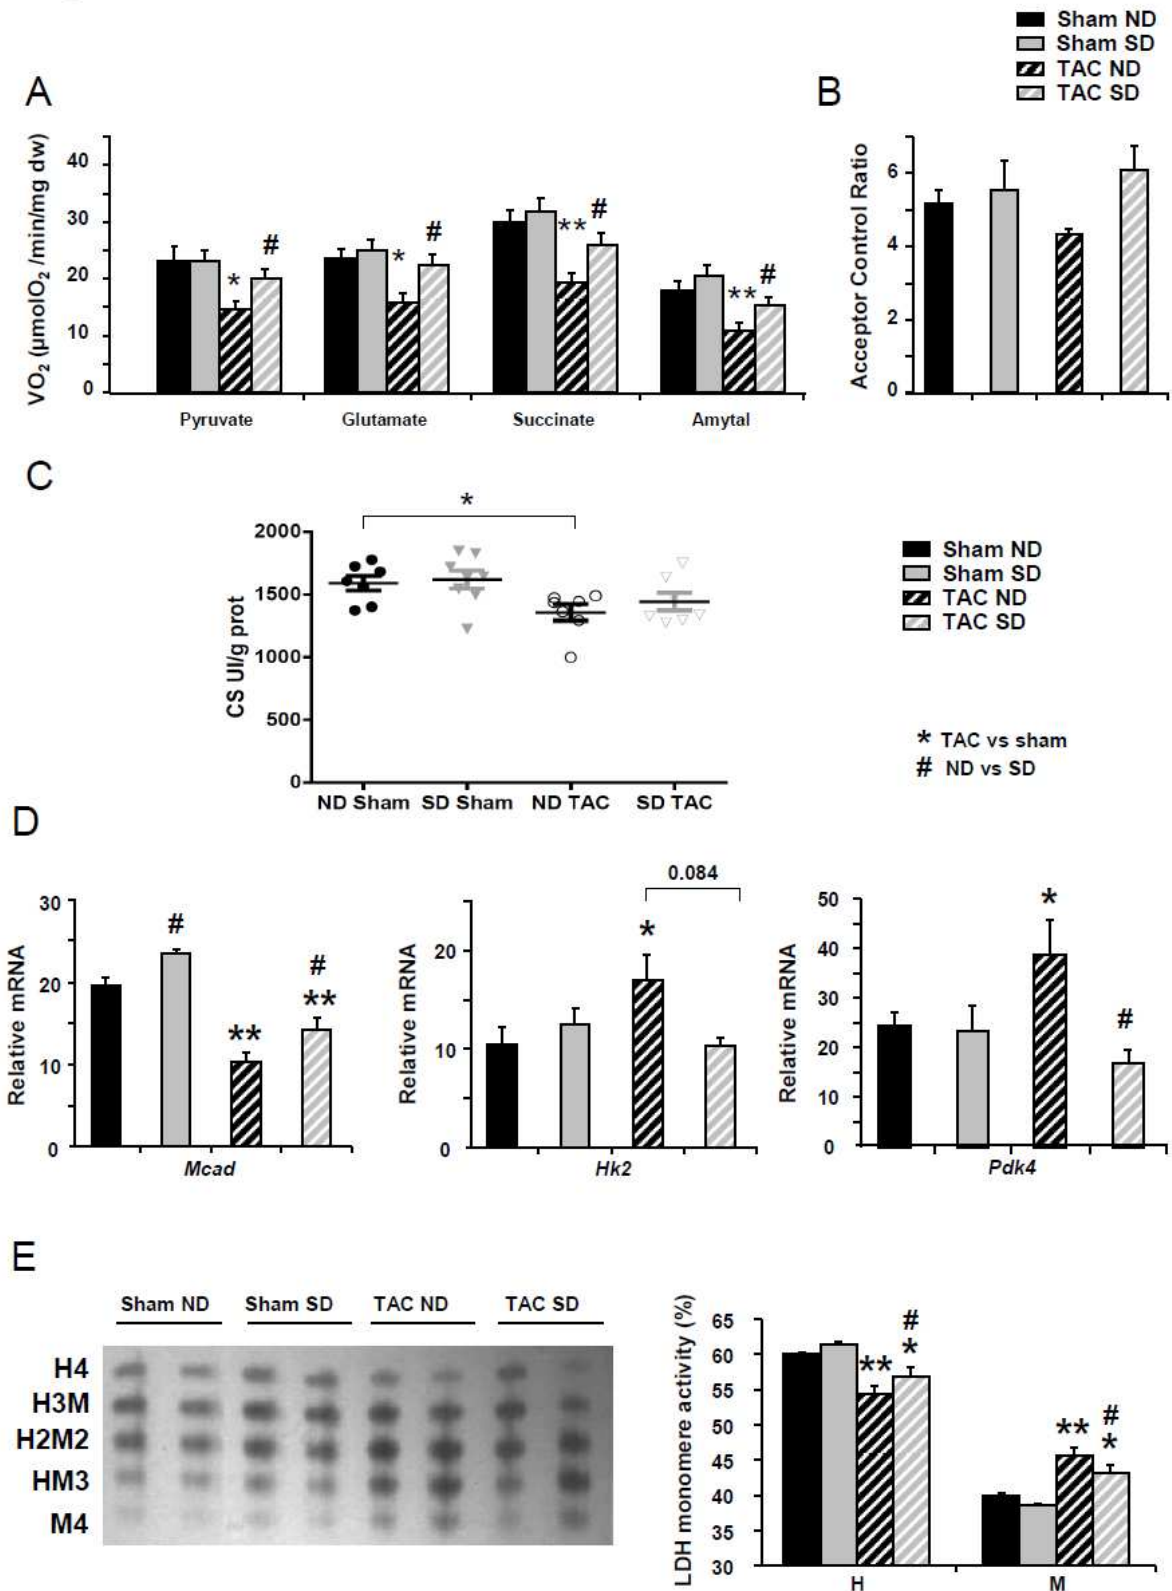 Sham ND
Sham SD
TAC ND
TAC SD
A
B
VO2 (µmolO2 /min/mg dw)
40
30
20
10
0
* # * # ** # ** #
Pyruvate Glutamate Succinate Amytal
Acceptor Control Ratio
6
4
2
0
C
*
CS UI/g prot
2000
1500
1000
500
0
ND Sham SD Sham ND TAC SD TAC
Sham ND
Sham SD
TAC ND
TAC SD
* TAC vs sham
# ND vs SD
D
Relative mRNA
30
20
10
0
# ** # **
Mcad
Relative mRNA
20
10
0
0.084
*
Hk2
Relative mRNA
50
40
30
20
10
0
* #
Pdk4
E
Sham ND Sham SD TAC ND TAC SD
H4
H3M
H2M2
HM3
M4
LDH monomere activity (%)
65
60
55
50
45
40
35
30
** # * ** # *
H M